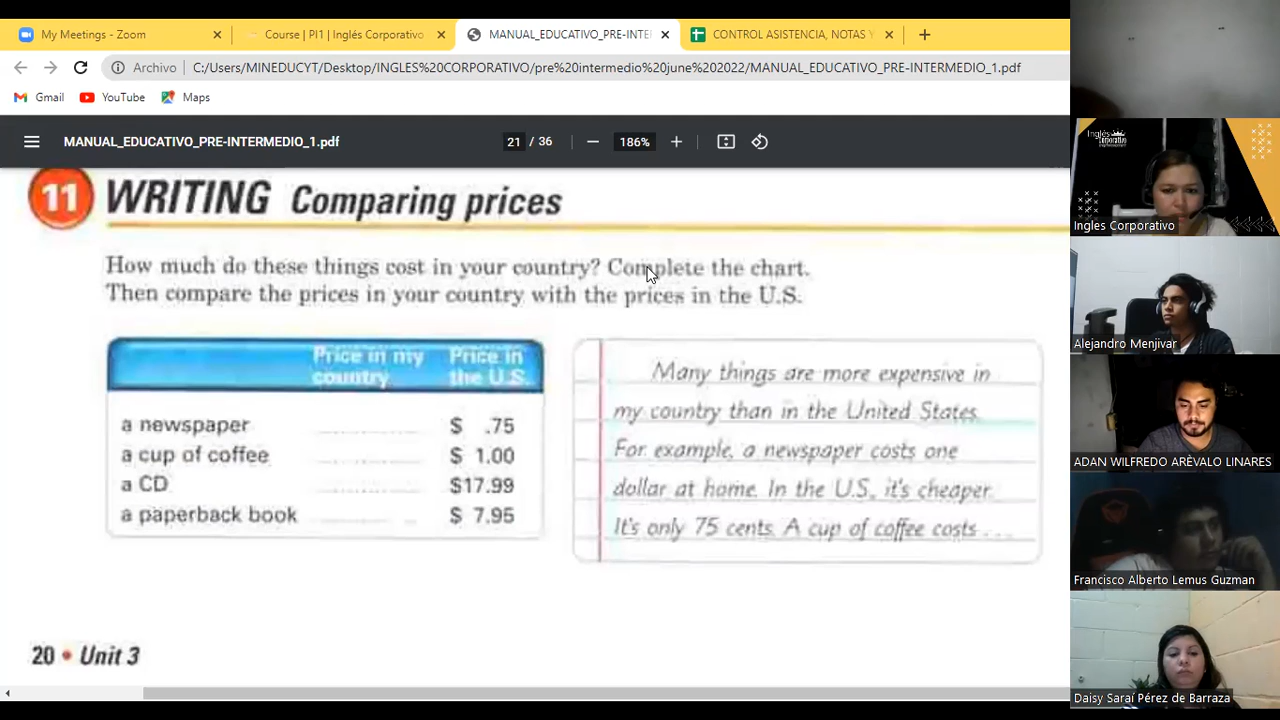 My Meetings - Zoom
Course | PI1 | Inglés Corporativo
MANUAL_EDUCATIVO_PRE-INTER
CONTROL ASISTENCIA, NOTAS Y
Archivo
C:/Users/MINEDUCYT/Desktop/INGLES%20CORPORATIVO/pre%20intermedio%20june%202022/MANUAL_EDUCATIVO_PRE-INTERMEDIO_1.pdf
Gmail
YouTube
Maps
MANUAL_EDUCATIVO_PRE-INTERMEDIO_1.pdf
21 / 36
186%
11 WRITING Comparing prices
How much do these things cost in your country? Complete the chart.
Then compare the prices in your country with the prices in the U.S.
Price in my country
Price in the U.S.
a newspaper $ .75
a cup of coffee $ 1.00
a CD $17.99
a paperback book $ 7.95
Many things are more expensive in
my country than in the United States.
For example, a newspaper costs one
dollar at home. In the U.S., it's cheaper.
It's only 75 cents. A cup of coffee costs . . .
20 • Unit 3
Inglés Corporativo
Ingles Corporativo
Alejandro Menjivar
ADAN WILFREDO ARÈVALO LINARES
Francisco Alberto Lemus Guzman
Daisy Saraí Pérez de Barraza